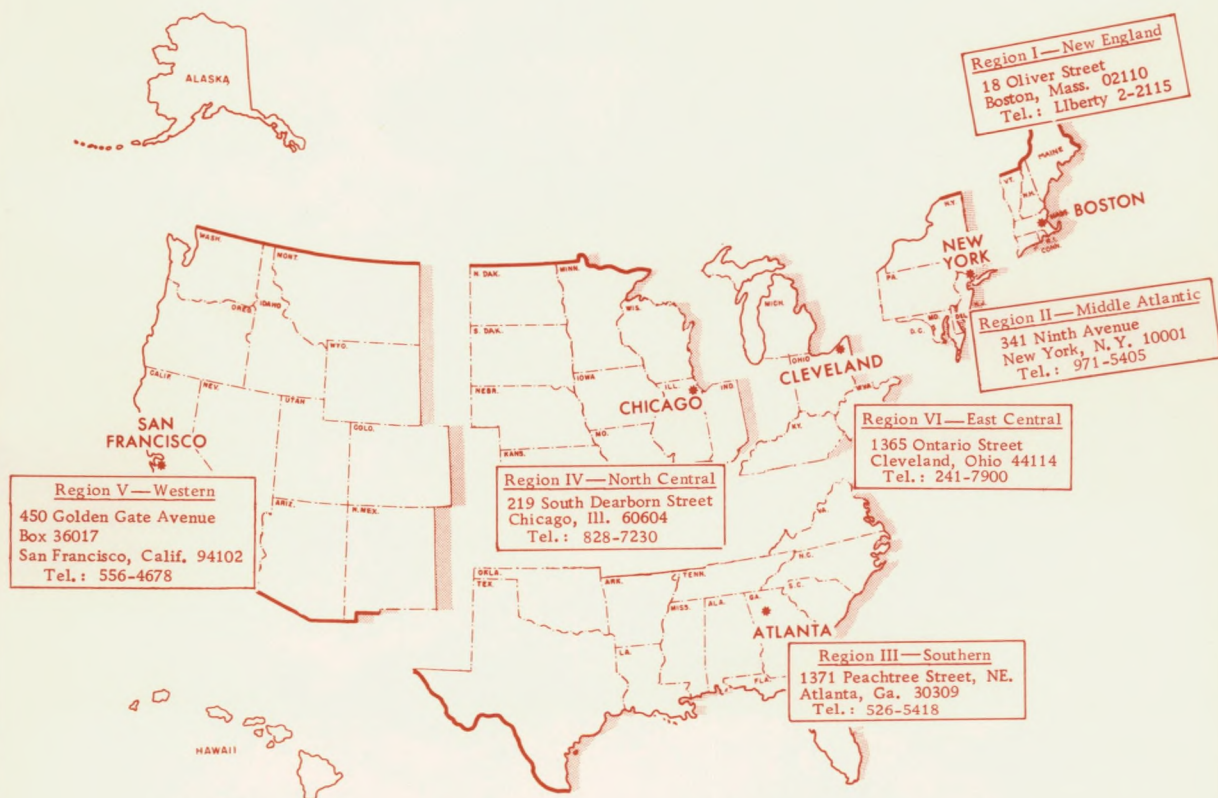 ALASKA
Region I—New England
18 Oliver Street
Boston, Mass. 02110
Tel.: LIberty 2-2115
MAINE
VT.
N.H.
MASS.
BOSTON
R.I.
CONN.
N.Y.
NEW
YORK
PA.
N.J.
MD.
DEL.
D.C.
Region II—Middle Atlantic
341 Ninth Avenue
New York, N.Y. 10001
Tel.: 971-5405
WASH.
MONT.
OREG.
IDAHO
WYO.
CALIF.
NEV.
UTAH
COLO.
ARIZ.
N.MEX.
SAN
FRANCISCO
Region V—Western
450 Golden Gate Avenue
Box 36017
San Francisco, Calif. 94102
Tel.: 556-4678
N. DAK.
MINN.
S. DAK.
WIS.
NEBR.
IOWA
ILL.
IND.
KANS.
MO.
CHICAGO
Region IV—North Central
219 South Dearborn Street
Chicago, Ill. 60604
Tel.: 828-7230
MICH.
OHIO
CLEVELAND
W.VA.
KY.
Region VI—East Central
1365 Ontario Street
Cleveland, Ohio 44114
Tel.: 241-7900
OKLA.
TEX.
ARK.
TENN.
VA.
N.C.
S.C.
MISS.
ALA.
GA.
LA.
FLA.
ATLANTA
Region III—Southern
1371 Peachtree Street, NE.
Atlanta, Ga. 30309
Tel.: 526-5418
HAWAII